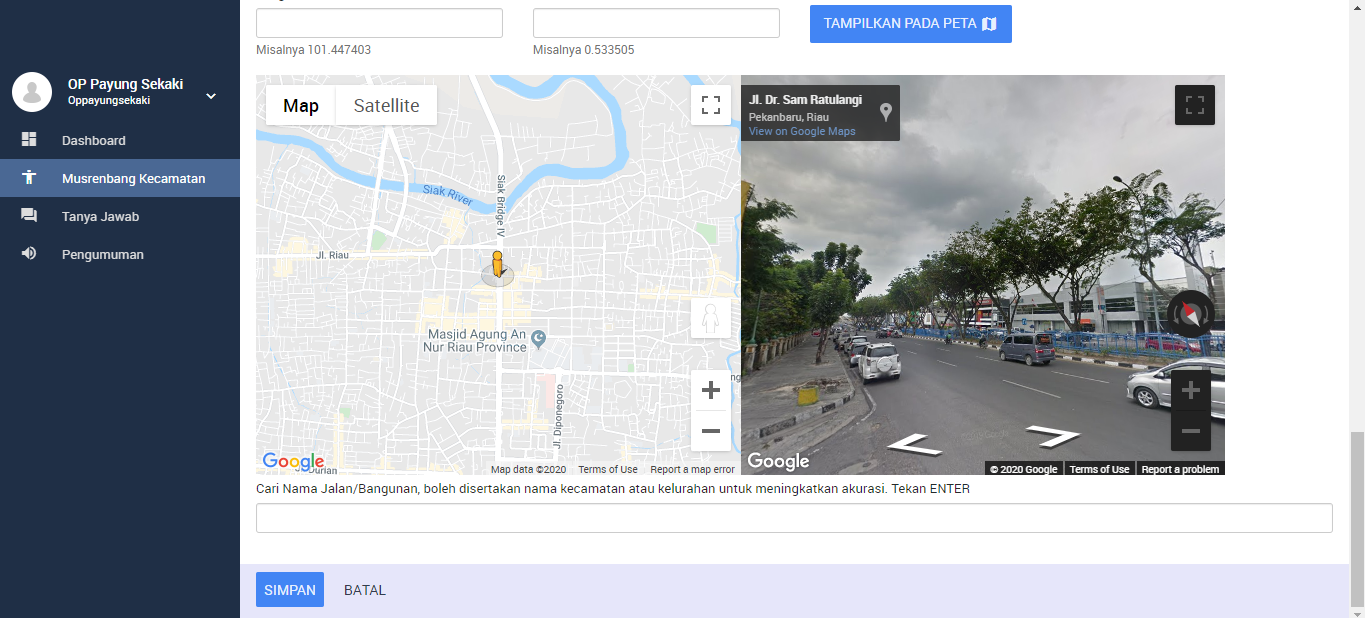 TAMPILKAN PADA PETA
Misalnya 101.447403
Misalnya 0.533505
OP Payung Sekaki
Oppayungsekaki
Dashboard
Musrenbang Kecamatan
Tanya Jawab
Pengumuman
Map
Satellite
Siak River
Siak Bridge IV
Jl. Riau
Masjid Agung An
Nur Riau Province
Jl. Diponegoro
Durian
Google
Map data ©2020
Terms of Use
Report a map error
Jl. Dr. Sam Ratulangi
Pekanbaru, Riau
View on Google Maps
Google
© 2020 Google
Terms of Use
Report a problem
Cari Nama Jalan/Bangunan, boleh disertakan nama kecamatan atau kelurahan untuk meningkatkan akurasi. Tekan ENTER
SIMPAN
BATAL